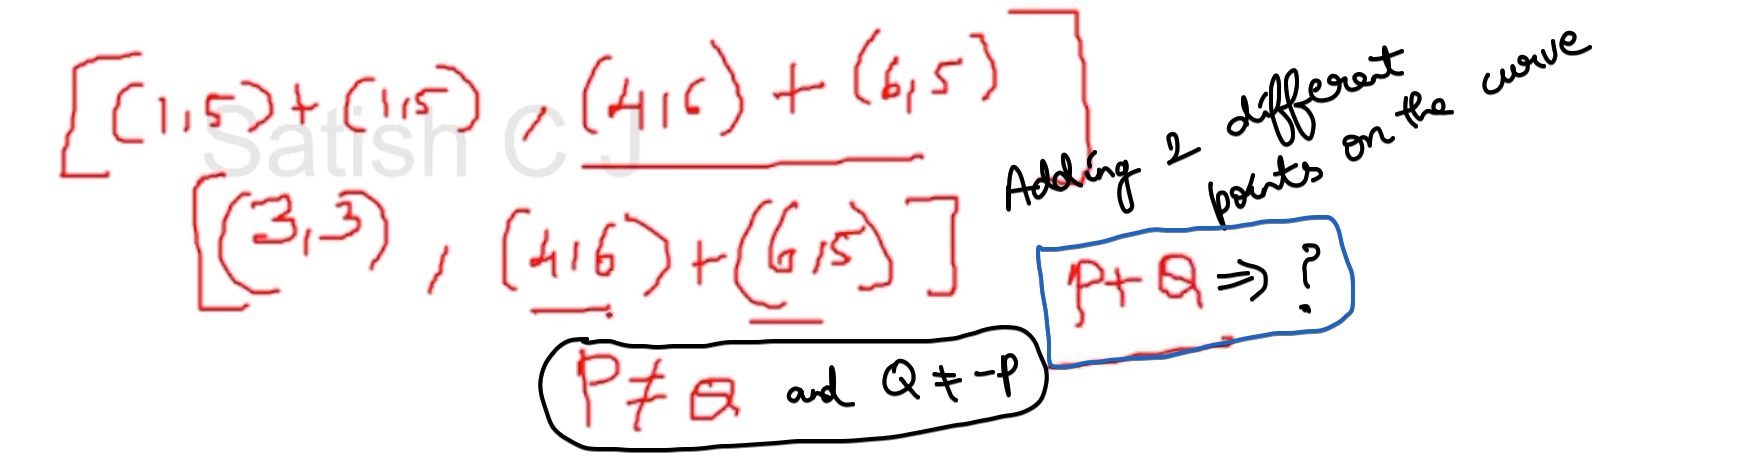 [(1,5)+(1,5), (4,6)+(6,5)]
Satish C J
[(3,3), (4,6)+(6,5)]
Adding 2 different
points on the curve
P+Q ⇒ ?
P≠Q and Q≠-P